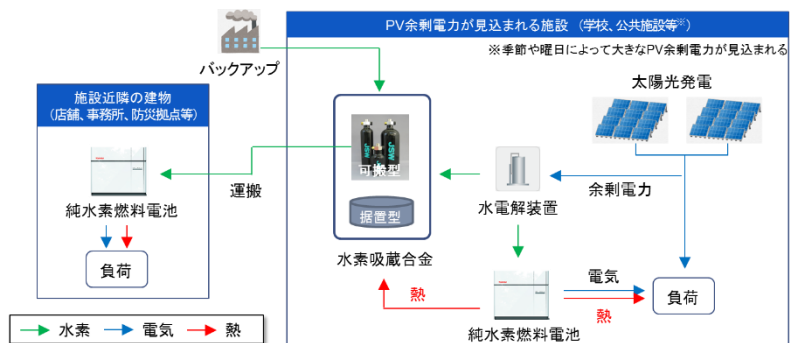 PV余剰電力が見込まれる施設 (学校、公共施設等※)
※季節や曜日によって大きなPV余剰電力が見込まれる
バックアップ
太陽光発電
施設近隣の建物
(店舗、事務所、防災拠点等)
JSW
JSW
可搬型
運搬
余剰電力
純水素燃料電池
水電解装置
据置型
負荷
水素吸蔵合金
熱
電気
負荷
熱
純水素燃料電池
水素
電気
熱